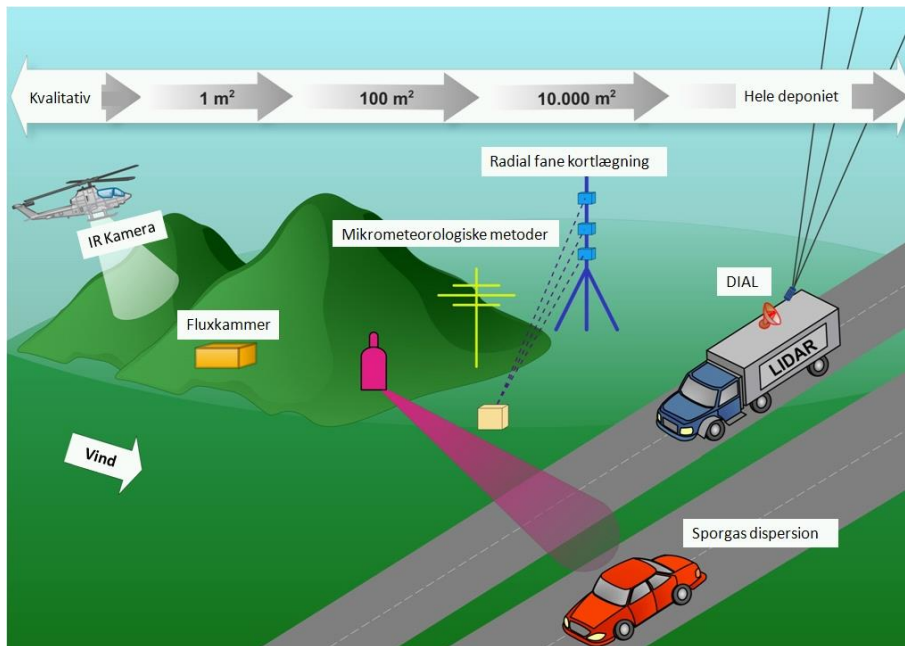 Kvalitativ
1 m²
100 m²
10.000 m²
Hele deponiet
Radial fane kortlægning
IR Kamera
Mikrometeorologiske metoder
DIAL
Fluxkammer
LIDAR
Vind
Sporgas dispersion